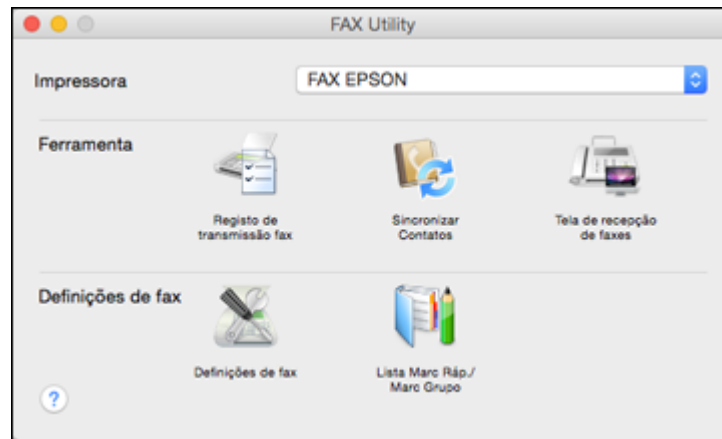 FAX Utility
Impressora
FAX EPSON
Ferramenta
Registo de
transmissão fax
Sincronizar
Contatos
Tela de recepção
de faxes
Definições de fax
Definições de fax
Lista Marc Ráp./
Marc Grupo
?